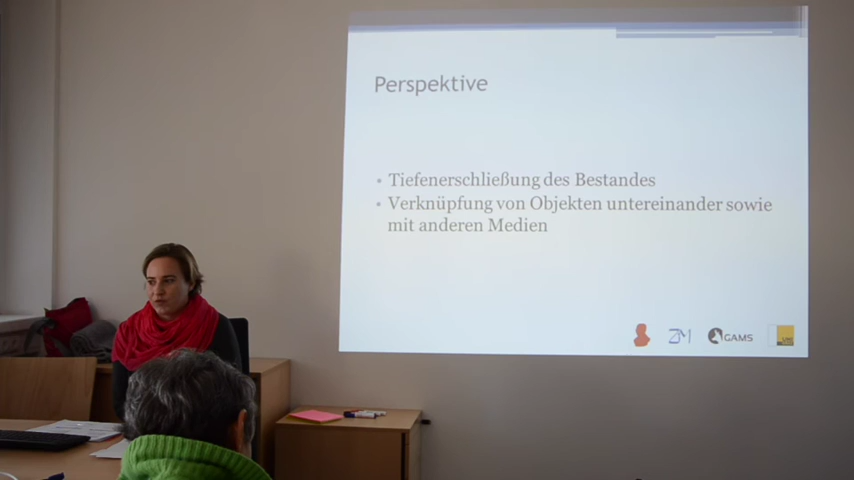 Perspektive
• Tiefenerschließung des Bestandes
• Verknüpfung von Objekten untereinander sowie
mit anderen Medien
GAMS